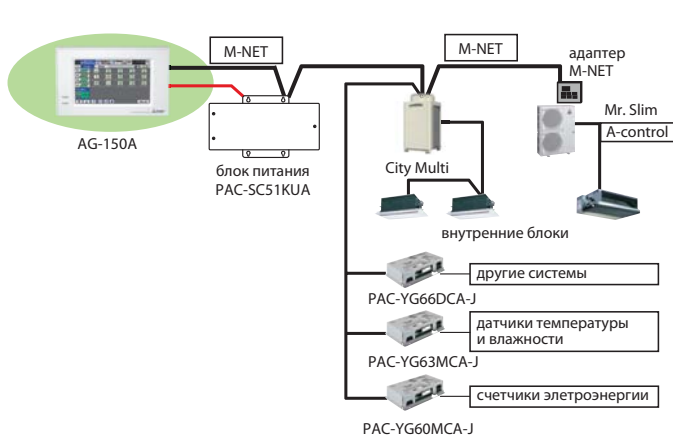 M-NET
M-NET
адаптер
M-NET
Mr. Slim
A-control
AG-150A
блок питания
PAC-SC51KUA
City Multi
внутренние блоки
другие системы
PAC-YG66DCA-J
датчики температуры
и влажности
PAC-YG63MCA-J
счетчики элетроэнергии
PAC-YG60MCA-J